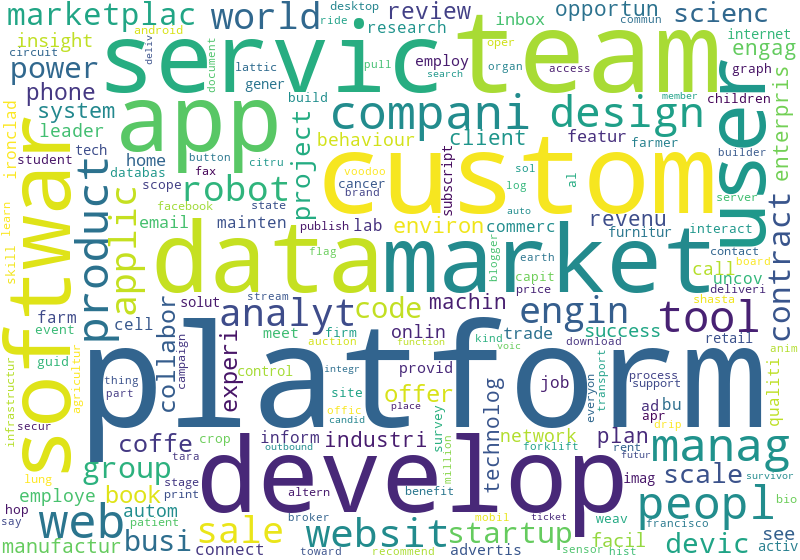 marketplac
world
desktop
ride
review
inbox
opportun
commun
scienc
insight
android
research
oper
internet
engag
circuit
deliv
document
servic
team
power
lattic
pull
employ
organ
access
graph
phone
gener
search
member
children
system
build
compani
design
user
enterpris
leader
app
project
behaviour
client
featur
farmer
ironclad
student
tech
home
button
citru
voodoo
subscript
sol
builder
databas
robot
cancer
log
al
server
scope
fax
custom
brand
auto
skill
learn
softwar
product
applic
facebook
state
revenu
interact
contract
email
mainten
publish
lab
environ
commerc
furnitur
contact
flag
blogger
earth
call
board
data
market
capit
uncov
deliveri
solut
stream
price
shasta
farm
analyt
code
machin
engin
tool
event
cell
collabor
campaign
meet
firm
onlin
trade
success
retail
guid
auction
function
kind
download
anim
infrastructur
agricultur
thing
part
experi
control
integr
voic
provid
platform
job
process
support
everyon
transport
qualiti
secur
site
offic
candid
place
offer
technolog
ad
bu
apr
drip
tara
crop
survey
network
plan
coffe
inform
industri
outbound
forklift
rent
manag
lung
group
million
develop
imag
futur
scale
survivor
employe
book
stage
print
altern
benefit
francisco
bio
hop
say
autom
patient
web
sale
broker
websit
mobil
startup
ticket
weav
peopl
facil
devic
see
activ
manufactur
busi
connect
toward
recommend
advertis
sensor
hist